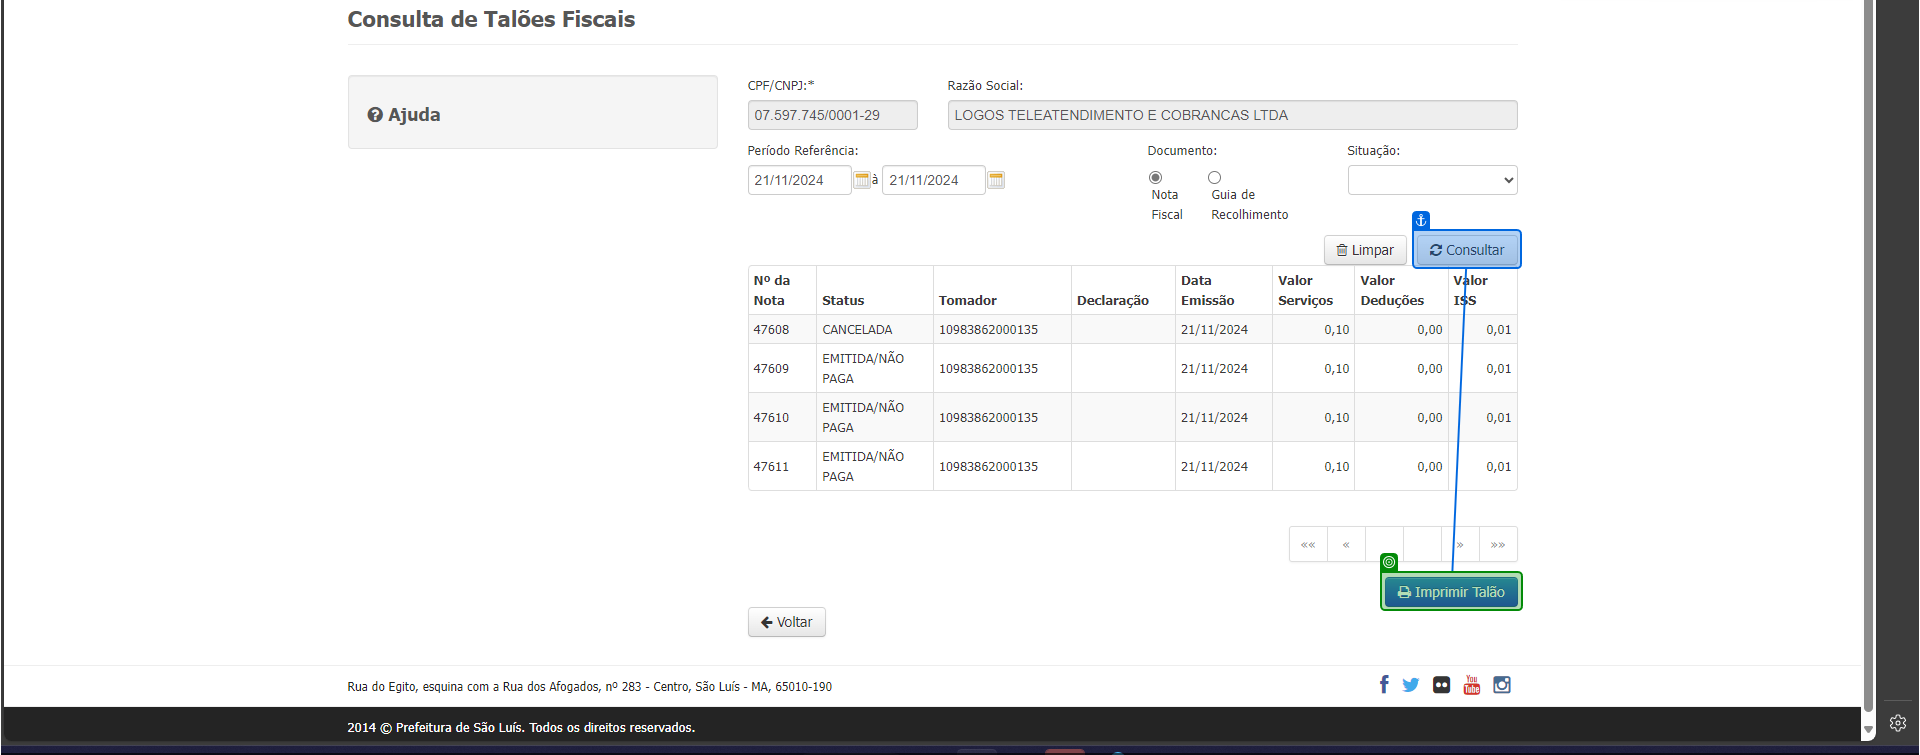 Consulta de Talões Fiscais
Ajuda
CPF/CNPJ:*
Razão Social:
07.597.745/0001-29
LOGOS TELEATENDIMENTO E COBRANCAS LTDA
Período Referência:
Documento:
Situação:
21/11/2024 à 21/11/2024
Nota Fiscal
Guia de Recolhimento
Limpar
Consultar
Nº da Nota Status Tomador Declaração Data Emissão Valor Serviços Valor Deduções Valor ISS
47608 CANCELADA 10983862000135 21/11/2024 0,10 0,00 0,01
47609 EMITIDA/NÃO PAGA 10983862000135 21/11/2024 0,10 0,00 0,01
47610 EMITIDA/NÃO PAGA 10983862000135 21/11/2024 0,10 0,00 0,01
47611 EMITIDA/NÃO PAGA 10983862000135 21/11/2024 0,10 0,00 0,01
«« « » »»
Imprimir Talão
Voltar
Rua do Egito, esquina com a Rua dos Afogados, nº 283 - Centro, São Luís - MA, 65010-190
You Tube
2014 © Prefeitura de São Luís. Todos os direitos reservados.